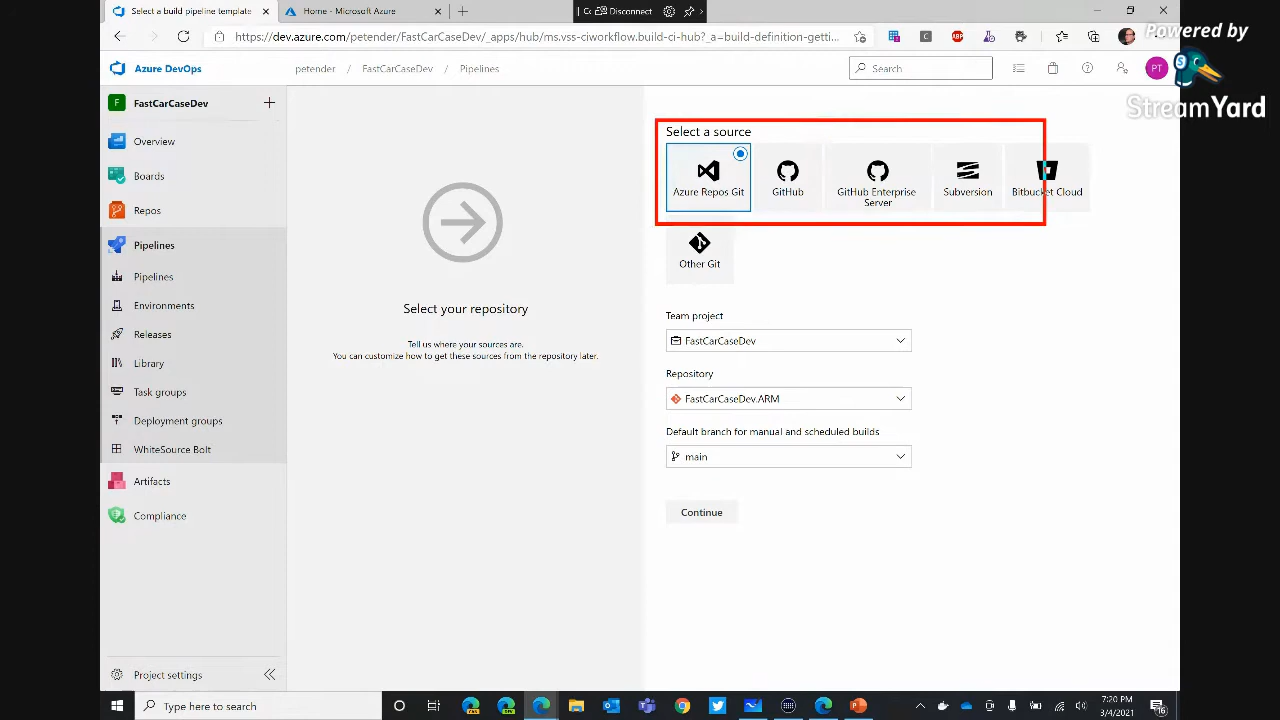 Select a build pipeline template
Home - Microsoft Azure
Disconnect
https://dev.azure.com/petender/FastCarCaseDev/_apps/hub/ms.vss-ciworkflow.build-ci-hub?_a=build-definition-getti...
Powered by
StreamYard
Azure DevOps
petender / FastCarCaseDev / Pipelines
Search
PT
F FastCarCaseDev
Overview
Boards
Repos
Pipelines
Pipelines
Environments
Releases
Library
Task groups
Deployment groups
WhiteSource Bolt
Artifacts
Compliance
Project settings
Select your repository
Tell us where your sources are.
You can customize how to get these sources from the repository later.
Select a source
Azure Repos Git
GitHub
GitHub Enterprise
Server
Subversion
Bitbucket Cloud
Other Git
Team project
FastCarCaseDev
Repository
FastCarCaseDev.ARM
Default branch for manual and scheduled builds
main
Continue
Type here to search
7:20 PM
3/4/2021